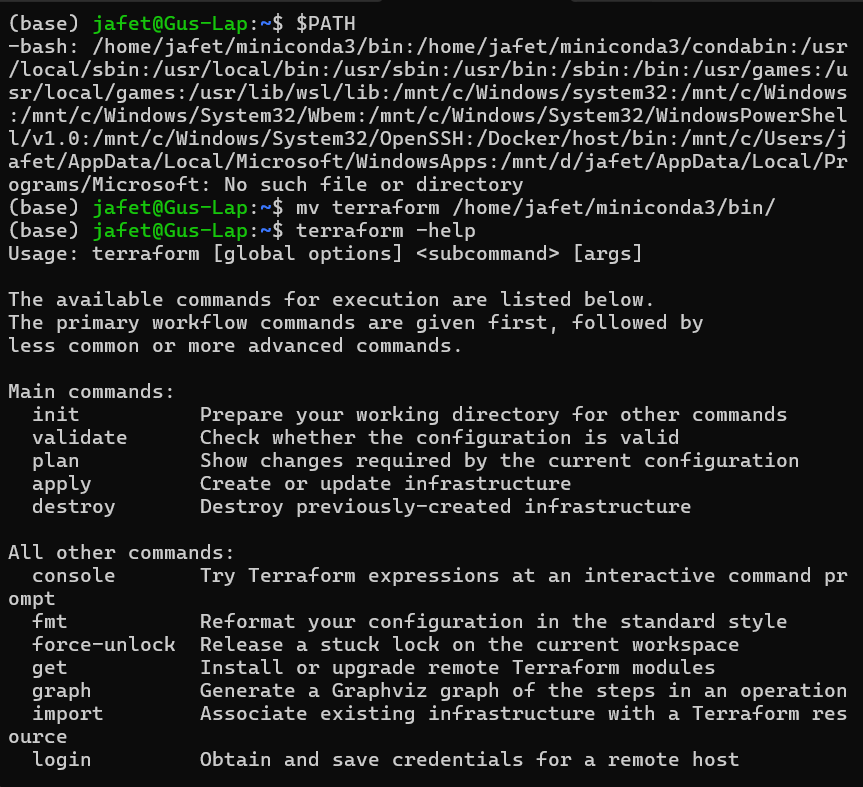 (base) jafet@Gus-Lap:~$ $PATH
-bash: /home/jafet/miniconda3/bin:/home/jafet/miniconda3/condabin:/usr
/local/sbin:/usr/local/bin:/usr/sbin:/usr/bin:/sbin:/bin:/usr/games:/u
sr/local/games:/usr/lib/wsl/lib:/mnt/c/Windows/system32:/mnt/c/Windows
:/mnt/c/Windows/System32/Wbem:/mnt/c/Windows/System32/WindowsPowerShel
l/v1.0:/mnt/c/Windows/System32/OpenSSH:/Docker/host/bin:/mnt/c/Users/j
afet/AppData/Local/Microsoft/WindowsApps:/mnt/d/jafet/AppData/Local/Pr
ograms/Microsoft: No such file or directory
(base) jafet@Gus-Lap:~$ mv terraform /home/jafet/miniconda3/bin/
(base) jafet@Gus-Lap:~$ terraform -help
Usage: terraform [global options] <subcommand> [args]

The available commands for execution are listed below.
The primary workflow commands are given first, followed by
less common or more advanced commands.

Main commands:
  init          Prepare your working directory for other commands
  validate      Check whether the configuration is valid
  plan          Show changes required by the current configuration
  apply         Create or update infrastructure
  destroy       Destroy previously-created infrastructure

All other commands:
  console       Try Terraform expressions at an interactive command pr
ompt
  fmt           Reformat your configuration in the standard style
  force-unlock  Release a stuck lock on the current workspace
  get           Install or upgrade remote Terraform modules
  graph         Generate a Graphviz graph of the steps in an operation
  import        Associate existing infrastructure with a Terraform res
ource
  login         Obtain and save credentials for a remote host